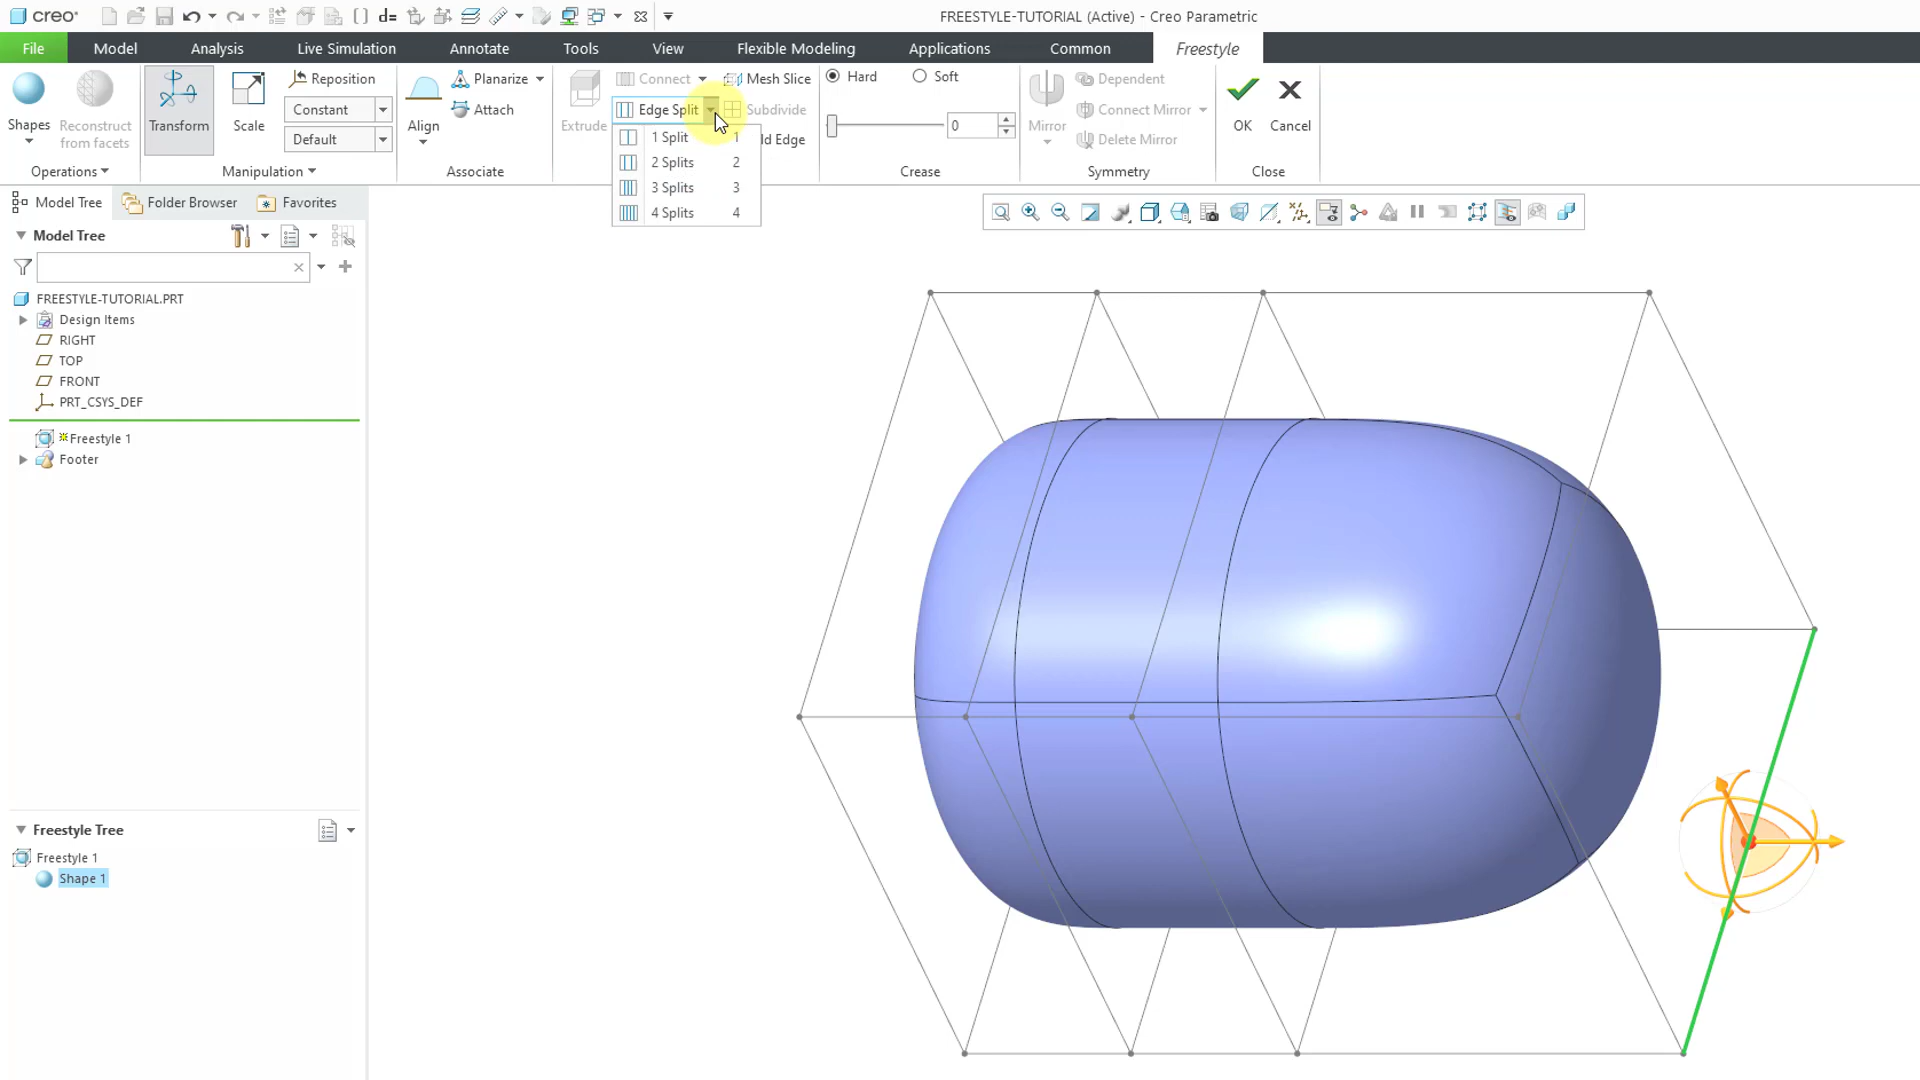 creo d= FREESTYLE-TUTORIAL (Active) - Creo Parametric
File Model Analysis Live Simulation Annotate Tools View Flexible Modeling Applications Common Freestyle
Reposition Planarize Connect Mesh Slice Hard Soft Dependent
Constant Attach Edge Split Subdivide Connect Mirror
Shapes Reconstruct from facets Transform Scale Align Extrude 0 Mirror OK Cancel
Default ld Edge Delete Mirror
1 Split 1
2 Splits 2
3 Splits 3
4 Splits 4
Operations Manipulation Associate Crease Symmetry Close
Model Tree Folder Browser Favorites
Model Tree
FREESTYLE-TUTORIAL.PRT
Design Items
RIGHT
TOP
FRONT
PRT_CSYS_DEF
Freestyle 1
Footer
Freestyle Tree
Freestyle 1
Shape 1